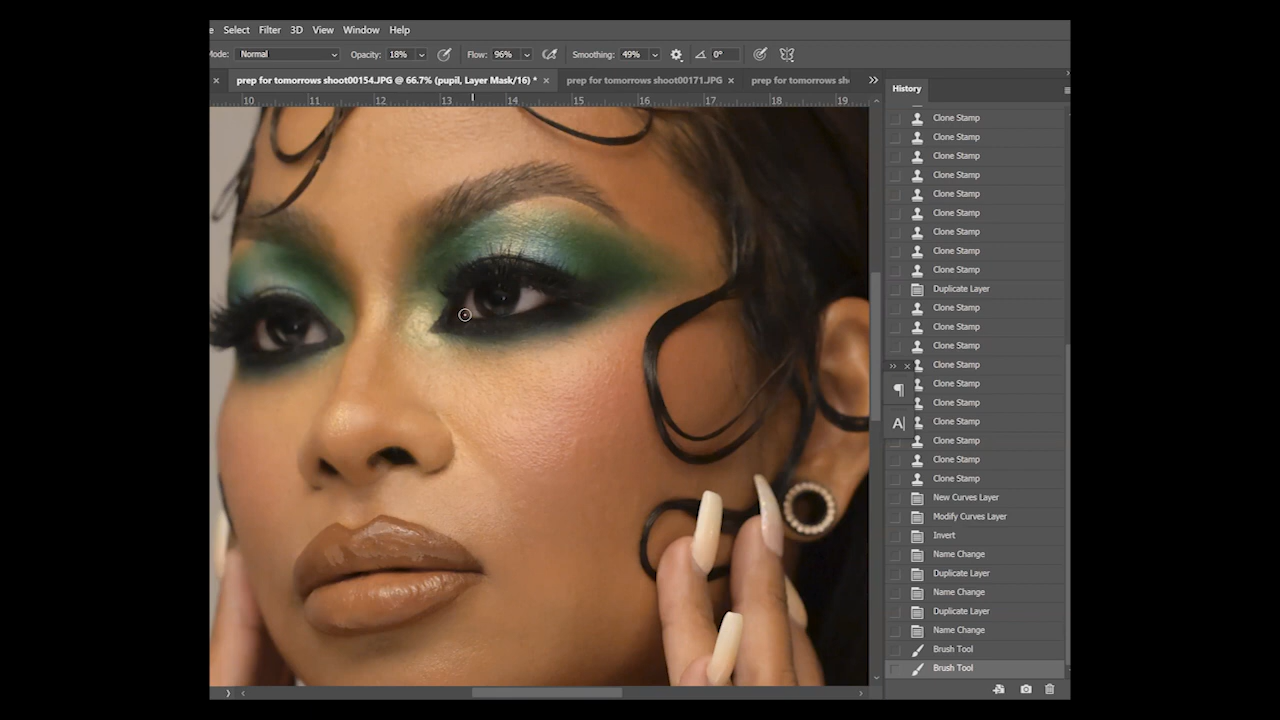 Select Filter 3D View Window Help
Normal Opacity: 18% Flow: 96% Smoothing: 49% 0°
prep for tomorrows shoot00154.JPG @ 66.7% (pupil, Layer Mask/16) * × prep for tomorrows shoot00171.JPG × prep for tomorrows
10 11 12 13 14 15 16 17 18 19
History
Clone Stamp
Clone Stamp
Clone Stamp
Clone Stamp
Clone Stamp
Clone Stamp
Clone Stamp
Clone Stamp
Clone Stamp
Duplicate Layer
Clone Stamp
Clone Stamp
Clone Stamp
Clone Stamp
Clone Stamp
Clone Stamp
Clone Stamp
Clone Stamp
Clone Stamp
Clone Stamp
New Curves Layer
Modify Curves Layer
Invert
Name Change
Duplicate Layer
Name Change
Duplicate Layer
Name Change
Brush Tool
Brush Tool